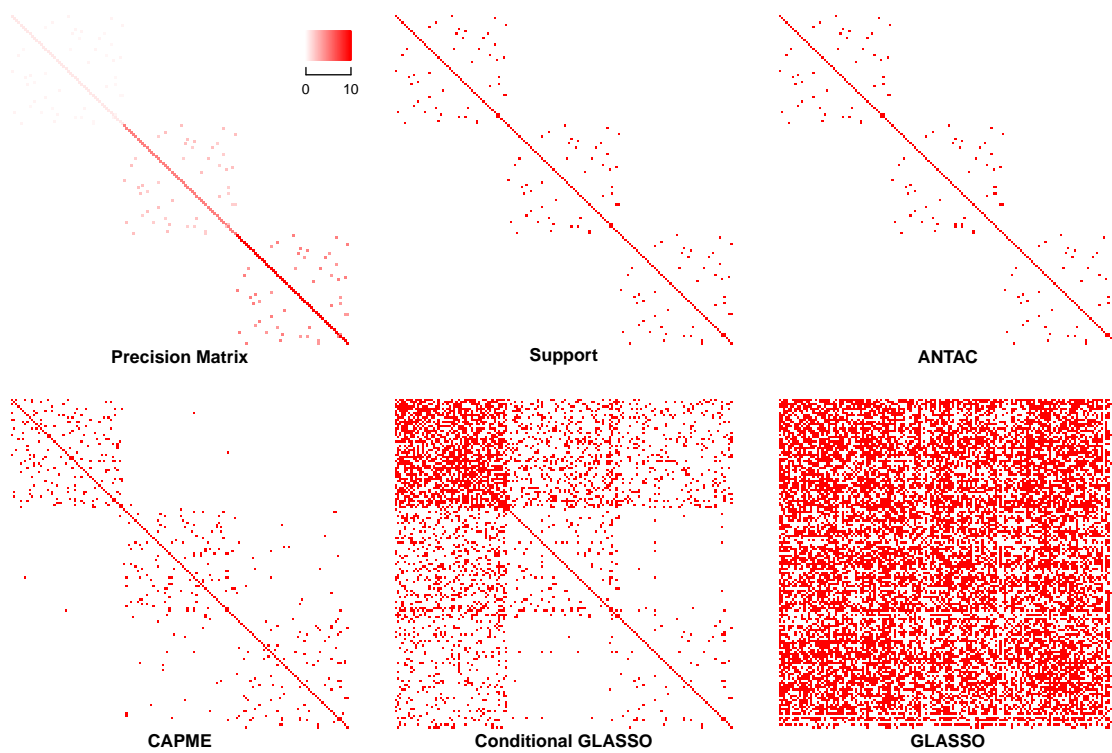 0 10
Precision Matrix
Support
ANTAC
CAPME
Conditional GLASSO
GLASSO